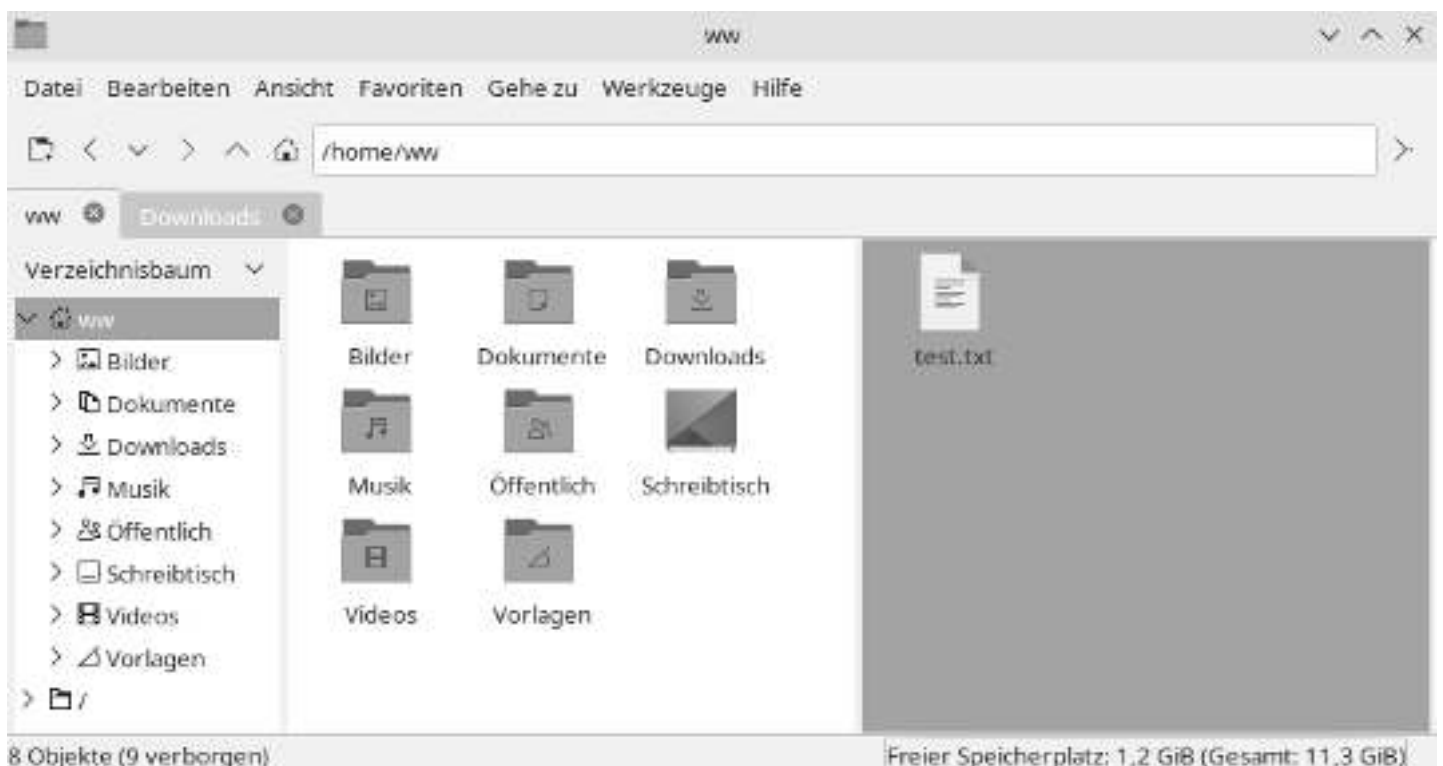 ww
Datei Bearbeiten Ansicht Favoriten Gehe zu Werkzeuge Hilfe
/home/ww
ww Downloads
Verzeichnisbaum
ww
Bilder
Dokumente
Downloads
Musik
Öffentlich
Schreibtisch
Videos
Vorlagen
/
Bilder Dokumente Downloads
Musik Öffentlich Schreibtisch
Videos Vorlagen
test.txt
8 Objekte (9 verborgen)
Freier Speicherplatz: 1,2 GiB (Gesamt: 11,3 GiB)